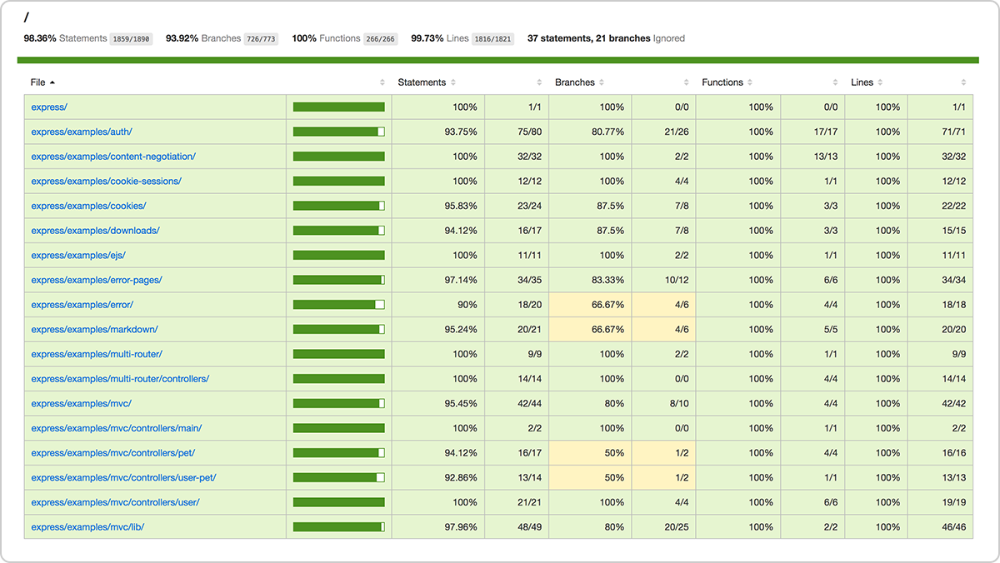 /
98.36% Statements 1859/1890 93.92% Branches 726/773 100% Functions 266/266 99.73% Lines 1816/1821 37 statements, 21 branches Ignored
File Statements Branches Functions Lines
express/ 100% 1/1 100% 0/0 100% 0/0 100% 1/1
express/examples/auth/ 93.75% 75/80 80.77% 21/26 100% 17/17 100% 71/71
express/examples/content-negotiation/ 100% 32/32 100% 2/2 100% 13/13 100% 32/32
express/examples/cookie-sessions/ 100% 12/12 100% 4/4 100% 1/1 100% 12/12
express/examples/cookies/ 95.83% 23/24 87.5% 7/8 100% 3/3 100% 22/22
express/examples/downloads/ 94.12% 16/17 87.5% 7/8 100% 3/3 100% 15/15
express/examples/ejs/ 100% 11/11 100% 2/2 100% 1/1 100% 11/11
express/examples/error-pages/ 97.14% 34/35 83.33% 10/12 100% 6/6 100% 34/34
express/examples/error/ 90% 18/20 66.67% 4/6 100% 4/4 100% 18/18
express/examples/markdown/ 95.24% 20/21 66.67% 4/6 100% 5/5 100% 20/20
express/examples/multi-router/ 100% 9/9 100% 2/2 100% 1/1 100% 9/9
express/examples/multi-router/controllers/ 100% 14/14 100% 0/0 100% 4/4 100% 14/14
express/examples/mvc/ 95.45% 42/44 80% 8/10 100% 4/4 100% 42/42
express/examples/mvc/controllers/main/ 100% 2/2 100% 0/0 100% 1/1 100% 2/2
express/examples/mvc/controllers/pet/ 94.12% 16/17 50% 1/2 100% 4/4 100% 16/16
express/examples/mvc/controllers/user-pet/ 92.86% 13/14 50% 1/2 100% 1/1 100% 13/13
express/examples/mvc/controllers/user/ 100% 21/21 100% 4/4 100% 6/6 100% 19/19
express/examples/mvc/lib/ 97.96% 48/49 80% 20/25 100% 2/2 100% 46/46